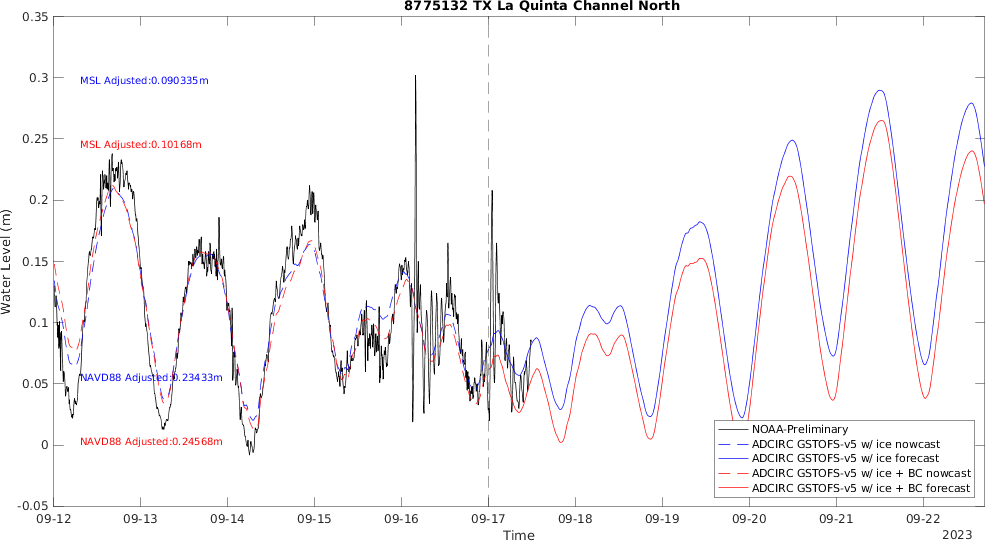 8775132 TX La Quinta Channel North
0.35
0.3
0.25
0.2
0.15
0.1
0.05
0
-0.05
Water Level (m)
MSL Adjusted:0.090335m
MSL Adjusted:0.10168m
NAVD88 Adjusted:0.23433m
NAVD88 Adjusted:0.24568m
NOAA-Preliminary
ADCIRC GSTOFS-v5 w/ ice nowcast
ADCIRC GSTOFS-v5 w/ ice forecast
ADCIRC GSTOFS-v5 w/ ice + BC nowcast
ADCIRC GSTOFS-v5 w/ ice + BC forecast
09-12 09-13 09-14 09-15 09-16 09-17 09-18 09-19 09-20 09-21 09-22
Time
2023